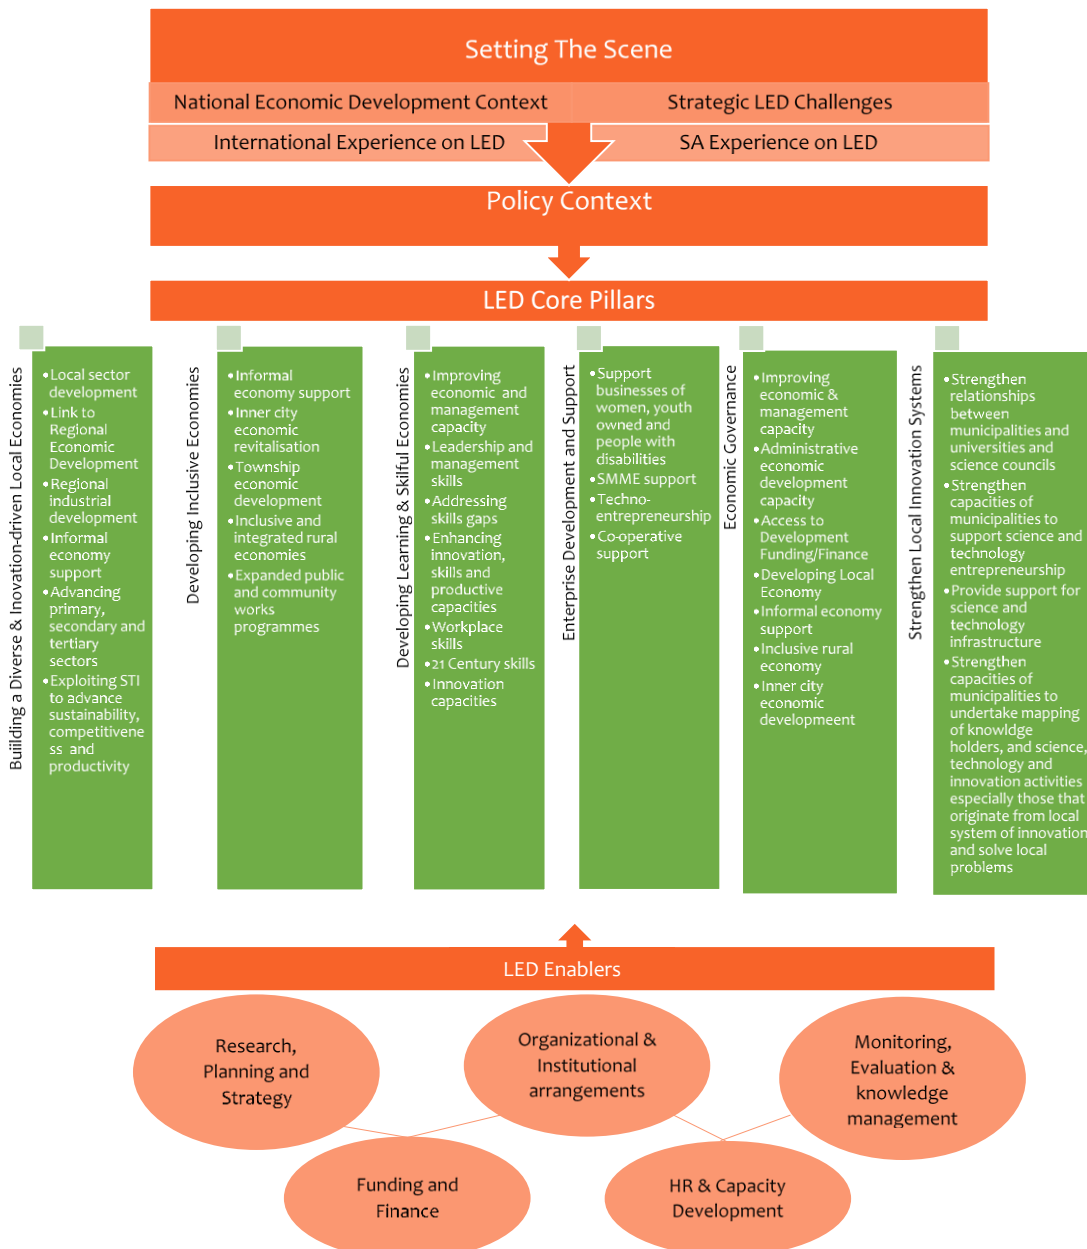 Setting The Scene
National Economic Development Context
Strategic LED Challenges
International Experience on LED
SA Experience on LED
Policy Context
LED Core Pillars
Buiilding a Diverse & Inovation-driven Local Economies
• Local sector
development
• Link to
Regional
Economic
Development
• Regional
industrial
development
• Informal
economy
support
• Advancing
primary,
secondary and
tertiary
sectors
• Exploiting STI
to advance
sustainability,
competitivene
ss and
productivity
Developing Inclusive Economies
• Informal
economy support
• Inner city
economic
revitalisation
• Township
economic
development
• Inclusive and
integrated rural
economies
• Expanded public
and community
works
programmes
Developing Learning & Skilful Economies
• Improving
economic and
management
capacity
• Leadership and
management
skills
• Addressing
skills gaps
• Enhancing
innovation,
skills and
productive
capacities
• Workplace
skills
• 21 Century skills
• Innovation
capacities
Enterprise Development and Support
• Support
businesses of
women, youth
owned and
people with
disabilities
• SMME support
• Techno-
entrepreneurship
• Co-operative
support
Economic Governance
• Improving
economic &
management
capacity
• Administrative
economic
development
capacity
• Access to
Development
Funding/Finance
• Developing Local
Economy
• Informal economy
support
• Inclusive rural
economy
• Inner city
economic
developmeent
Strengthen Local Innovation Systems
• Strengthen
relationships
between
municipalities and
universities and
science councils
• Strengthen
capacities of
municipalities to
support science and
technology
entrepreneurship
• Provide support for
science and
technology
infrastructure
• Strengthen
capacities of
municipalities to
undertake mapping
of knowldge
holders, and science,
technology and
innovation activities
especially those that
originate from local
system of innovation
and solve local
problems
LED Enablers
Research,
Planning and
Strategy
Organizational &
Institutional
arrangements
Monitoring,
Evaluation &
knowledge
management
Funding and
Finance
HR & Capacity
Development